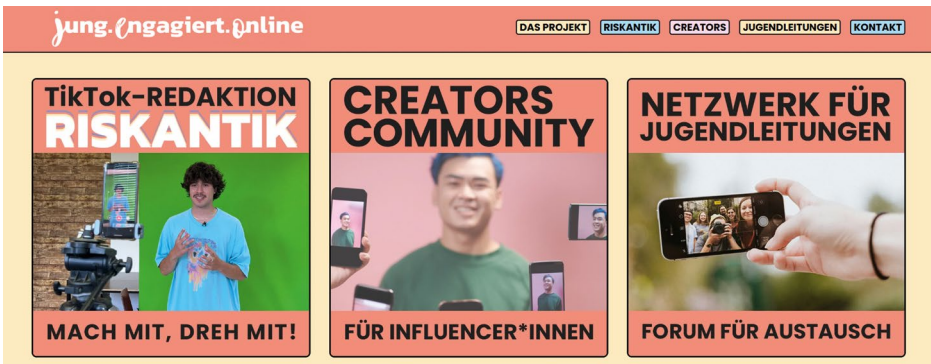 jung.engagiert.online
DAS PROJEKT RISKANTIK CREATORS JUGENDLEITUNGEN KONTAKT
TikTok-REDAKTION
RISKANTIK
MACH MIT, DREH MIT!
CREATORS
COMMUNITY
FÜR INFLUENCER*INNEN
NETZWERK FÜR
JUGENDLEITUNGEN
FORUM FÜR AUSTAUSCH